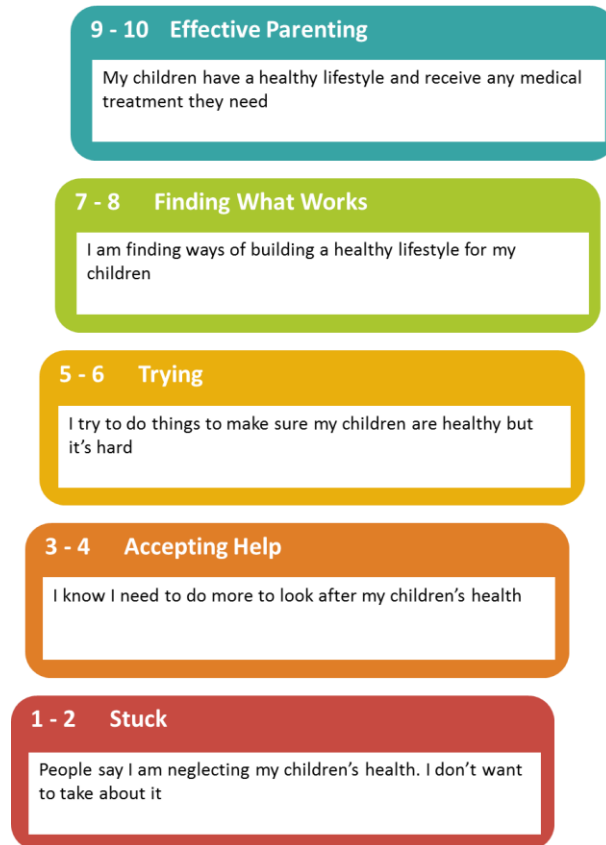 9 - 10 Effective Parenting
My children have a healthy lifestyle and receive any medical
treatment they need
7 - 8 Finding What Works
I am finding ways of building a healthy lifestyle for my
children
5 - 6 Trying
I try to do things to make sure my children are healthy but
it’s hard
3 - 4 Accepting Help
I know I need to do more to look after my children’s health
1 - 2 Stuck
People say I am neglecting my children’s health. I don’t want
to take about it